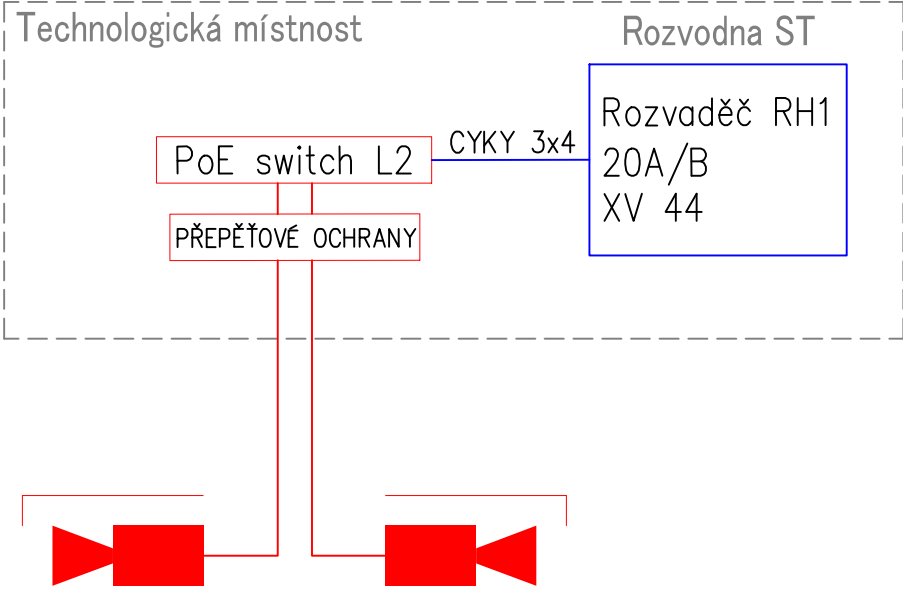 Technologická místnost
Rozvodna ST
Rozvaděč RH1
20A/B
XV 44
CYKY 3x4
PoE switch L2
PŘEPĚŤOVÉ OCHRANY